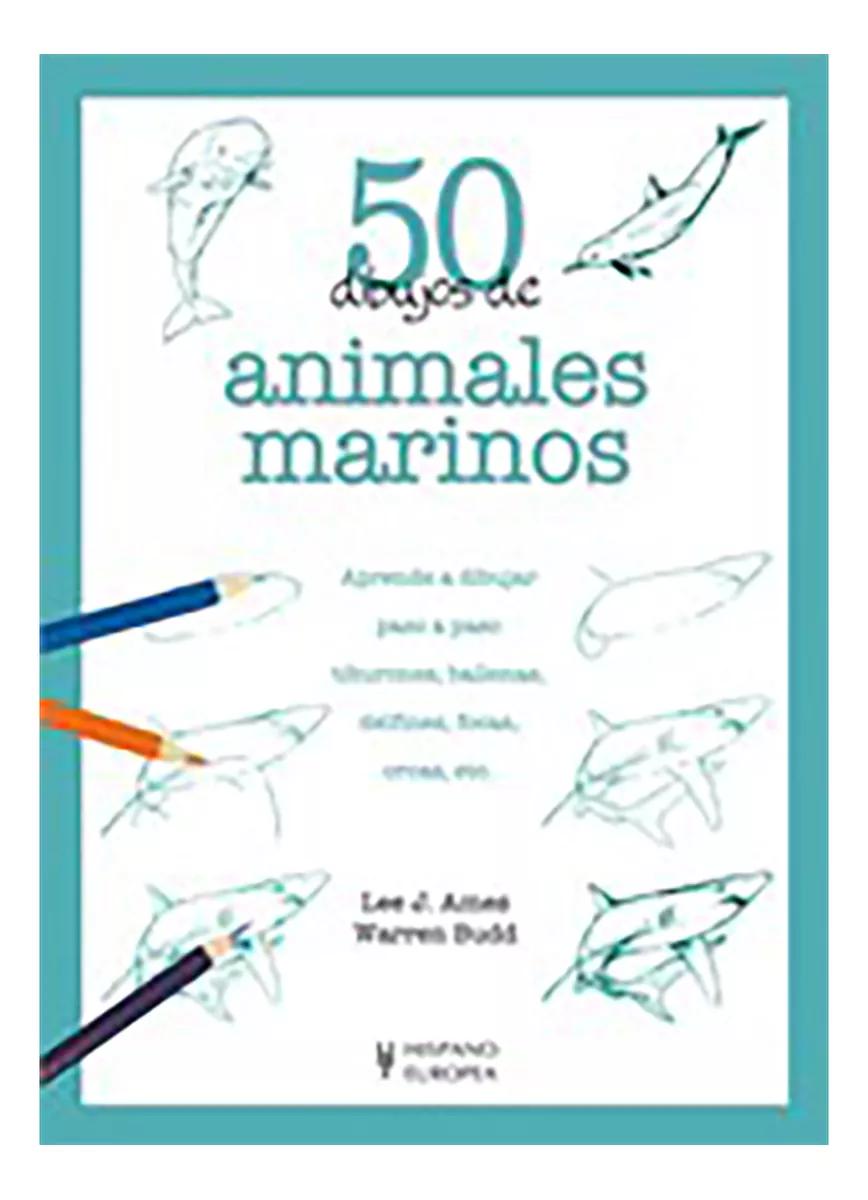 50
dibujos de
animales
marinos
Aprende a dibujar
paso a paso
tiburones, ballenas,
delfines, focas,
orcas, etc.
Lee J. Ames
Warren Budd
HISPANO
EUROPEA